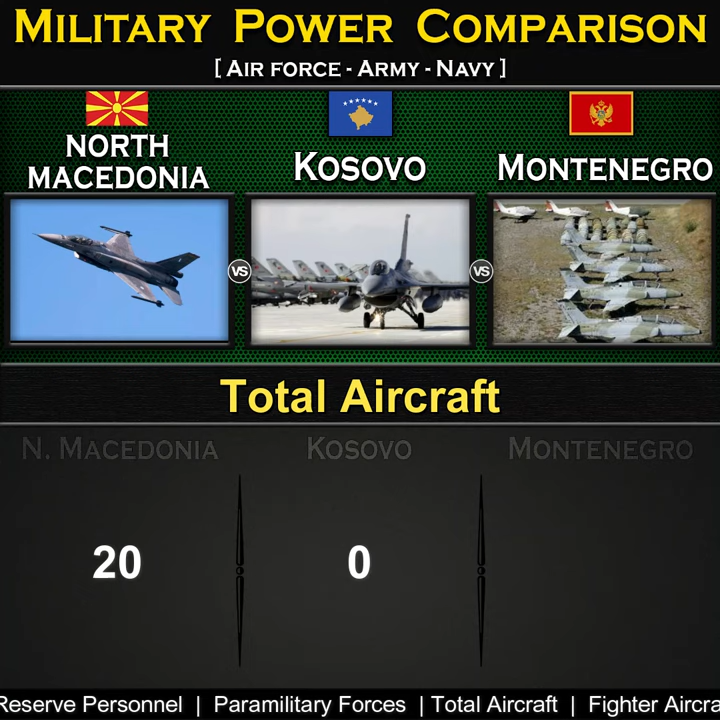 Military Power Comparison
[ Air force - Army - Navy ]
NORTH
MACEDONIA
Kosovo
Montenegro
VS
VS
Total Aircraft
N. Macedonia
Kosovo
Montenegro
20
0
Reserve Personnel | Paramilitary Forces | Total Aircraft | Fighter Aircra